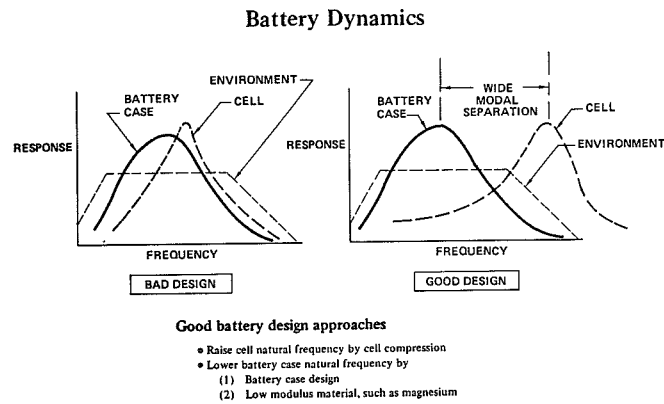 Battery Dynamics
ENVIRONMENT
BATTERY
CASE
CELL
RESPONSE
FREQUENCY
BAD DESIGN
WIDE
MODAL
SEPARATION
BATTERY
CASE
CELL
ENVIRONMENT
RESPONSE
FREQUENCY
GOOD DESIGN
Good battery design approaches
• Raise cell natural frequency by cell compression
• Lower battery case natural frequency by
(1) Battery case design
(2) Low modulus material, such as magnesium